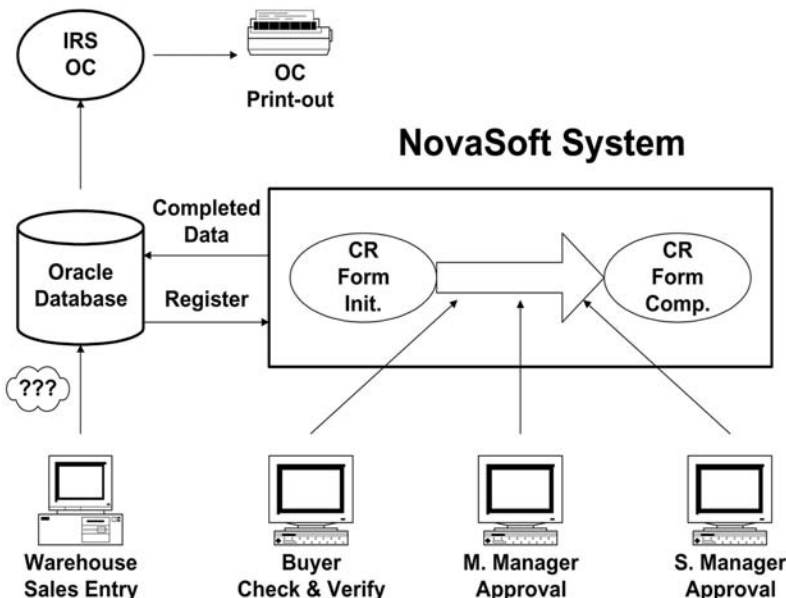 IRS
OC
OC
Print-out
NovaSoft System
Completed
Data
Oracle
Database
Register
CR
Form
Init.
CR
Form
Comp.
???
Warehouse
Sales Entry
Buyer
Check & Verify
M. Manager
Approval
S. Manager
Approval